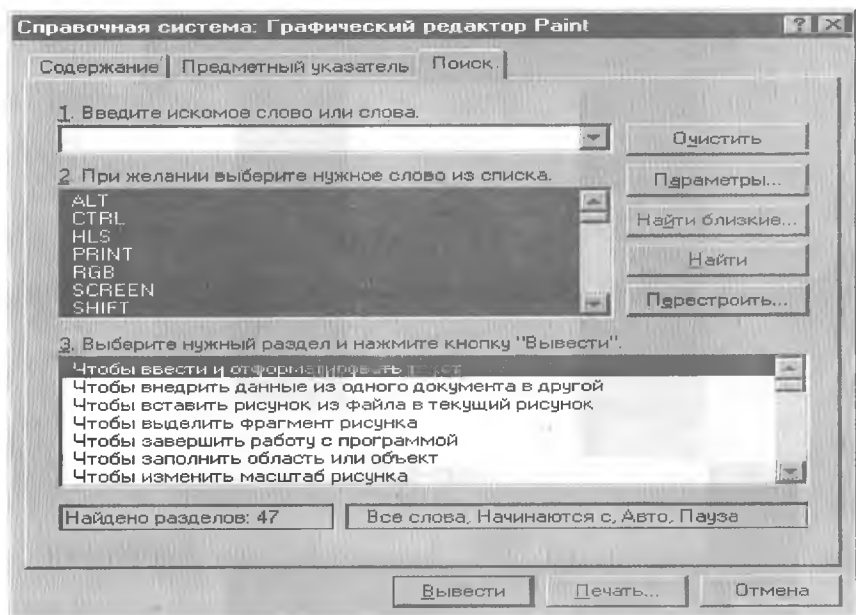 Справочная система: Графический редактор Paint
Содержание Предметный указатель Поиск
1. Введите искомое слово или слова.
Очистить
2. При желании выберите нужное слово из списка.
Параметры...
ALT
CTRL
HLS
PRINT
RGB
SCREEN
SHIFT
Найти близкие...
Найти
Перестроить...
3. Выберите нужный раздел и нажмите кнопку "Вывести".
Чтобы ввести и отформатировать текст
Чтобы внедрить данные из одного документа в другой
Чтобы вставить рисунок из файла в текущий рисунок
Чтобы выделить фрагмент рисунка
Чтобы завершить работу с программой
Чтобы заполнить область или объект
Чтобы изменить масштаб рисунка
Найдено разделов: 47 Все слова, Начинаются с, Авто, Пауза
Вывести Печать... Отмена